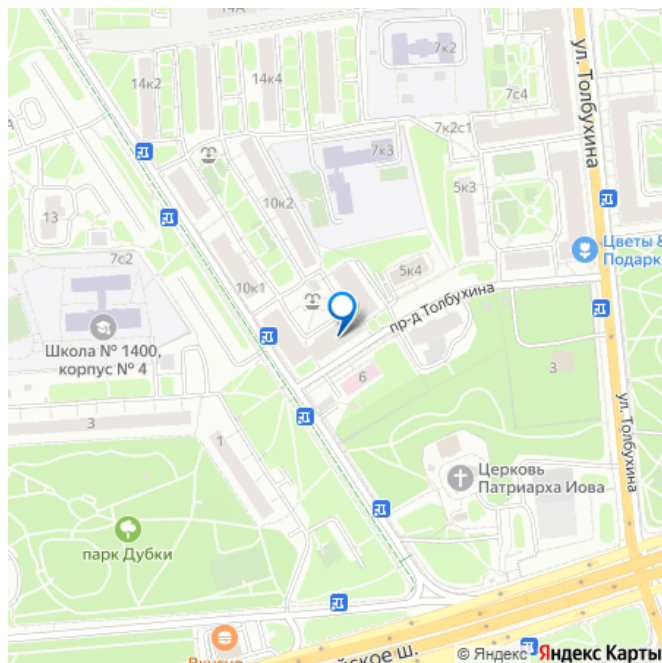 14А
14к2
14к4
7к2
7с4
ул. Толбухина
7к2с1
7к3
5к3
10к2
13
7с2
10к1
5к4
Цветы &
Подарк
пр-д Толбухина
Школа № 1400,
корпус № 4
6
3
ул. Толбухина
3
1
Церковь
Патриарха Иова
парк Дубки
йское ш.
© Яндекс Яндекс Карты